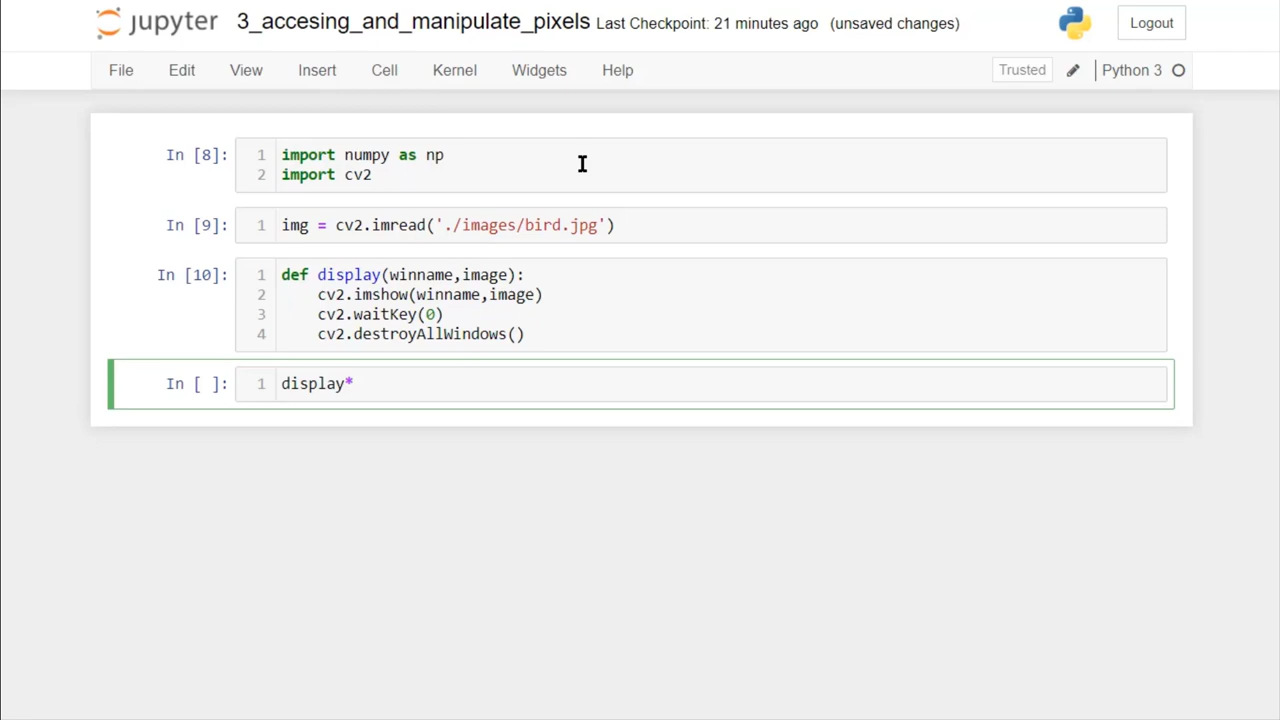 jupyter 3_accesing_and_manipulate_pixels Last Checkpoint: 21 minutes ago (unsaved changes) Logout
File Edit View Insert Cell Kernel Widgets Help Trusted Python 3
In [8]: 1 import numpy as np
2 import cv2
In [9]: 1 img = cv2.imread('./images/bird.jpg')
In [10]: 1 def display(winname,image):
2 cv2.imshow(winname,image)
3 cv2.waitKey(0)
4 cv2.destroyAllWindows()
In [ ]: 1 display*